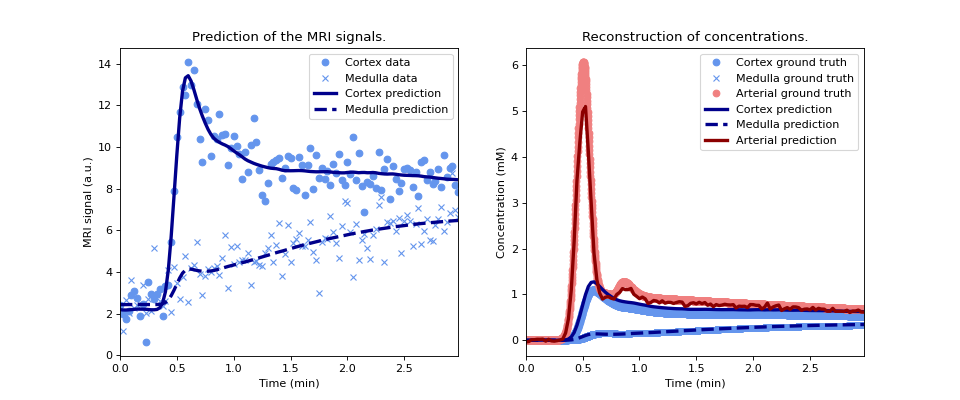 Prediction of the MRI signals.
MRI signal (a.u.)
14
12
10
8
6
4
2
0
Cortex data
Medulla data
Cortex prediction
Medulla prediction
0.0 0.5 1.0 1.5 2.0 2.5
Time (min)
Reconstruction of concentrations.
Concentration (mM)
6
5
4
3
2
1
0
Cortex ground truth
Medulla ground truth
Arterial ground truth
Cortex prediction
Medulla prediction
Arterial prediction
0.0 0.5 1.0 1.5 2.0 2.5
Time (min)